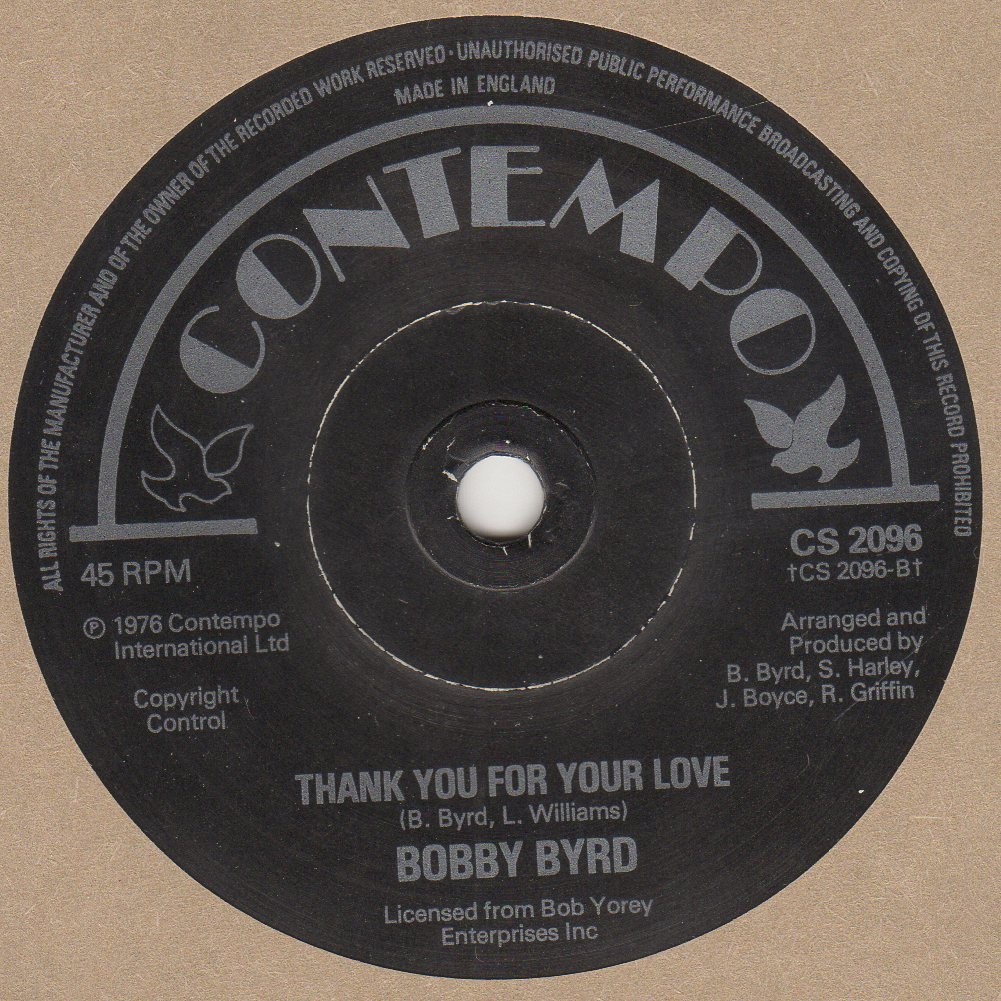 ALL RIGHTS OF THE MANUFACTURER AND OF THE OWNER OF THE RECORDED WORK RESERVED · UNAUTHORISED PUBLIC PERFORMANCE BROADCASTING AND COPYING OF THIS RECORD PROHIBITED
MADE IN ENGLAND
CONTEMPO
45 RPM
℗ 1976 Contempo
International Ltd
Copyright
Control
CS 2096
†CS 2096-B†
Arranged and
Produced by
B. Byrd, S. Harley,
J. Boyce, R. Griffin
THANK YOU FOR YOUR LOVE
(B. Byrd, L. Williams)
BOBBY BYRD
Licensed from Bob Yorey
Enterprises Inc